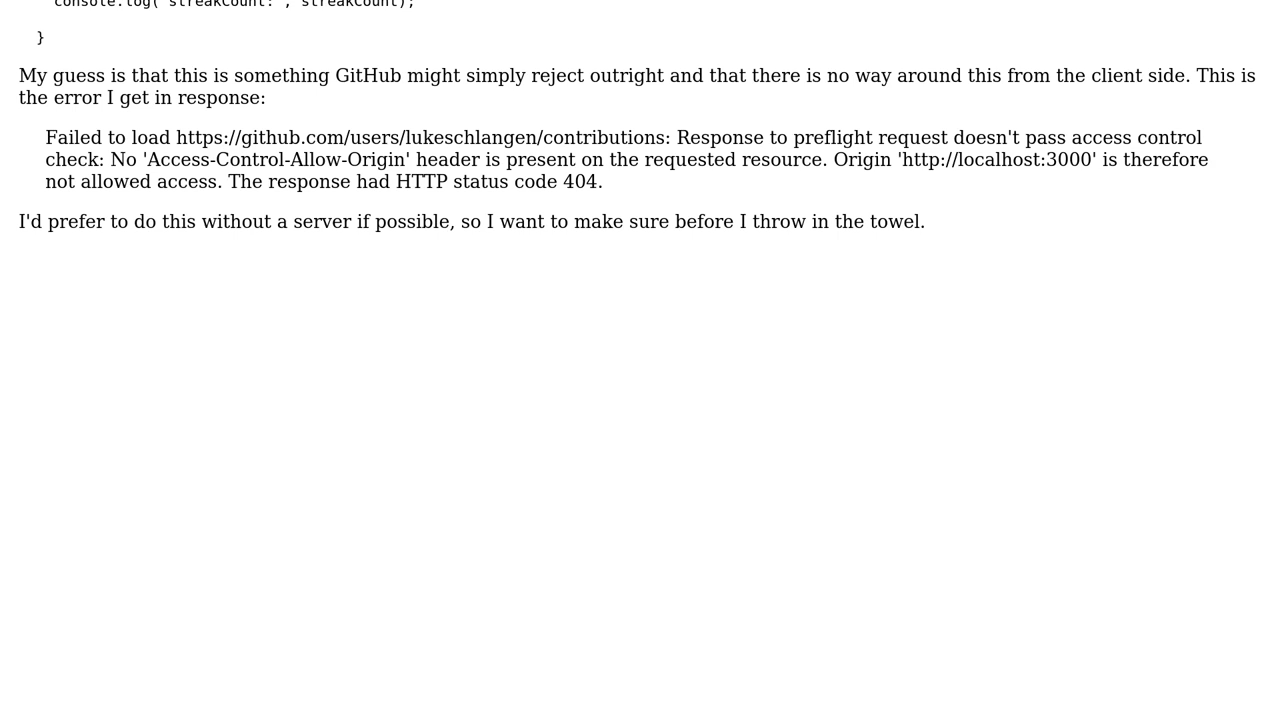 console.log('streakCount: ', streakCount);
}
My guess is that this is something GitHub might simply reject outright and that there is no way around this from the client side. This is
the error I get in response:
Failed to load https://github.com/users/lukeschlangen/contributions: Response to preflight request doesn't pass access control
check: No 'Access-Control-Allow-Origin' header is present on the requested resource. Origin 'http://localhost:3000' is therefore
not allowed access. The response had HTTP status code 404.
I'd prefer to do this without a server if possible, so I want to make sure before I throw in the towel.